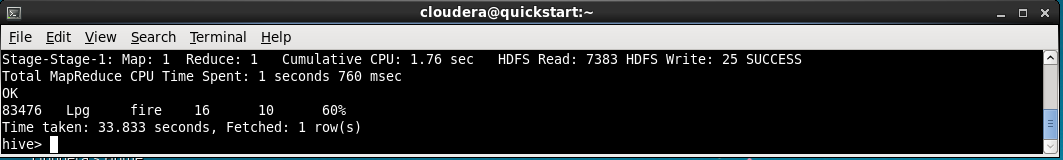 cloudera@quickstart:~
File Edit View Search Terminal Help
Stage-Stage-1: Map: 1  Reduce: 1   Cumulative CPU: 1.76 sec   HDFS Read: 7383 HDFS Write: 25 SUCCESS
Total MapReduce CPU Time Spent: 1 seconds 760 msec
OK
83476   Lpg     fire    16      10      60%
Time taken: 33.833 seconds, Fetched: 1 row(s)
hive>